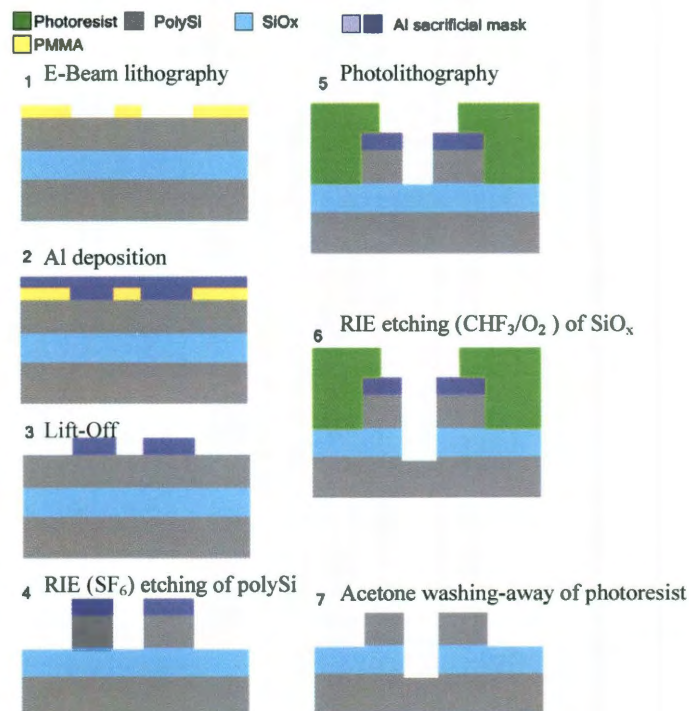 Photoresist PolySi SiOx Al sacrificial mask
PMMA
1 E-Beam lithography
2 Al deposition
3 Lift-Off
4 RIE (SF₆) etching of polySi
5 Photolithography
6 RIE etching (CHF₃/O₂ ) of SiOₓ
7 Acetone washing-away of photoresist